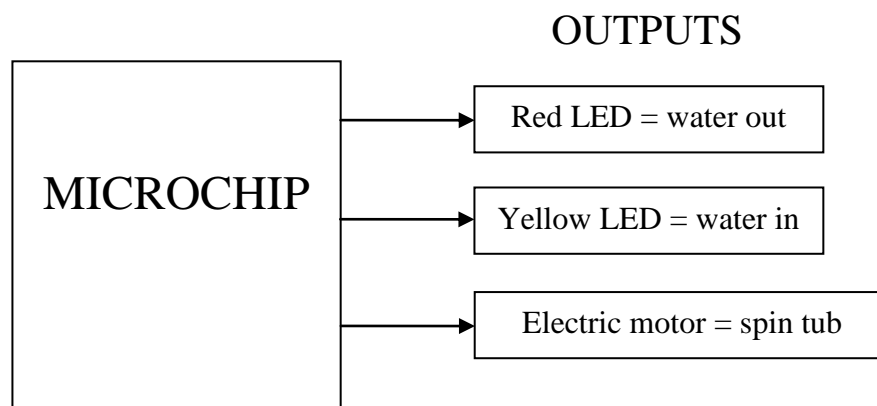 OUTPUTS
Red LED = water out
MICROCHIP
Yellow LED = water in
Electric motor = spin tub